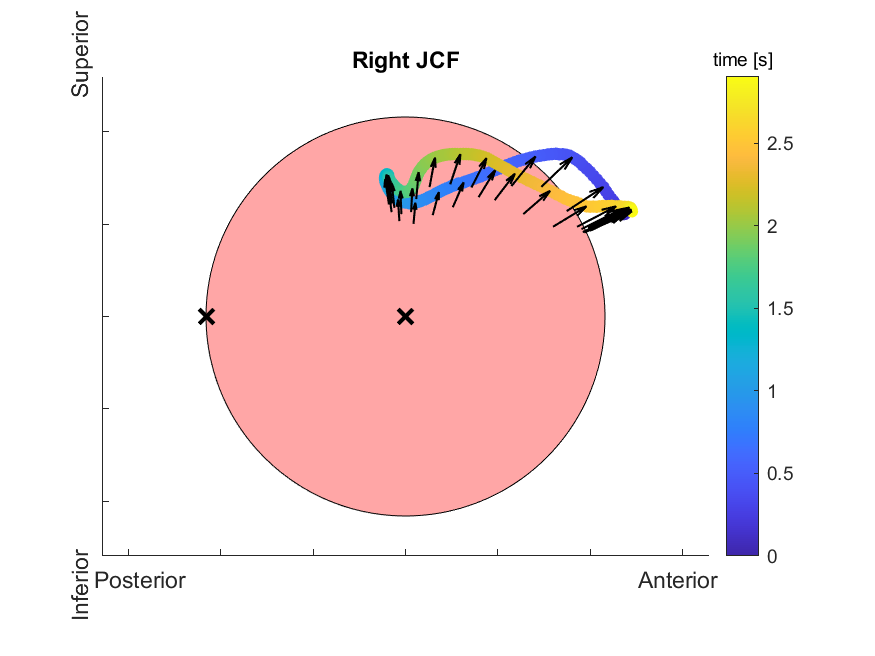 Right JCF
time [s]
Superior
Inferior
Posterior
Anterior
2.5
2
1.5
1
0.5
0